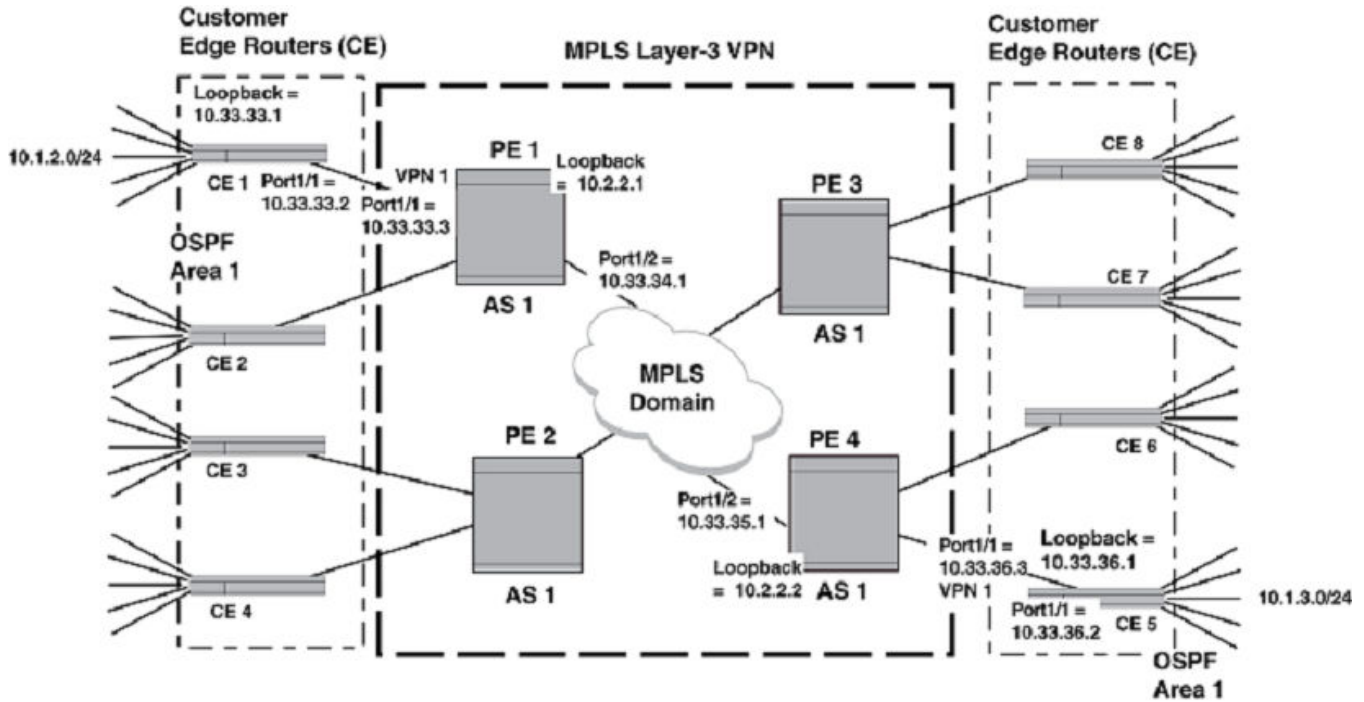 Customer
Edge Routers (CE)
MPLS Layer-3 VPN
Customer
Edge Routers (CE)
Loopback =
10.33.33.1
10.1.2.0/24
CE 1
Port1/1 =
10.33.33.2
VPN 1
Port1/1 =
10.33.33.3
PE 1
Loopback
= 10.2.2.1
AS 1
Port1/2 =
10.33.34.1
PE 3
AS 1
CE 8
CE 7
OSPF
Area 1
CE 2
MPLS
Domain
CE 3
PE 2
AS 1
CE 4
PE 4
Port1/2 =
10.33.35.1
Loopback
= 10.2.2.2
AS 1
CE 6
Port1/1 =
10.33.36.3
VPN 1
Loopback =
10.33.36.1
Port1/1 =
10.33.36.2
CE 5
10.1.3.0/24
OSPF
Area 1